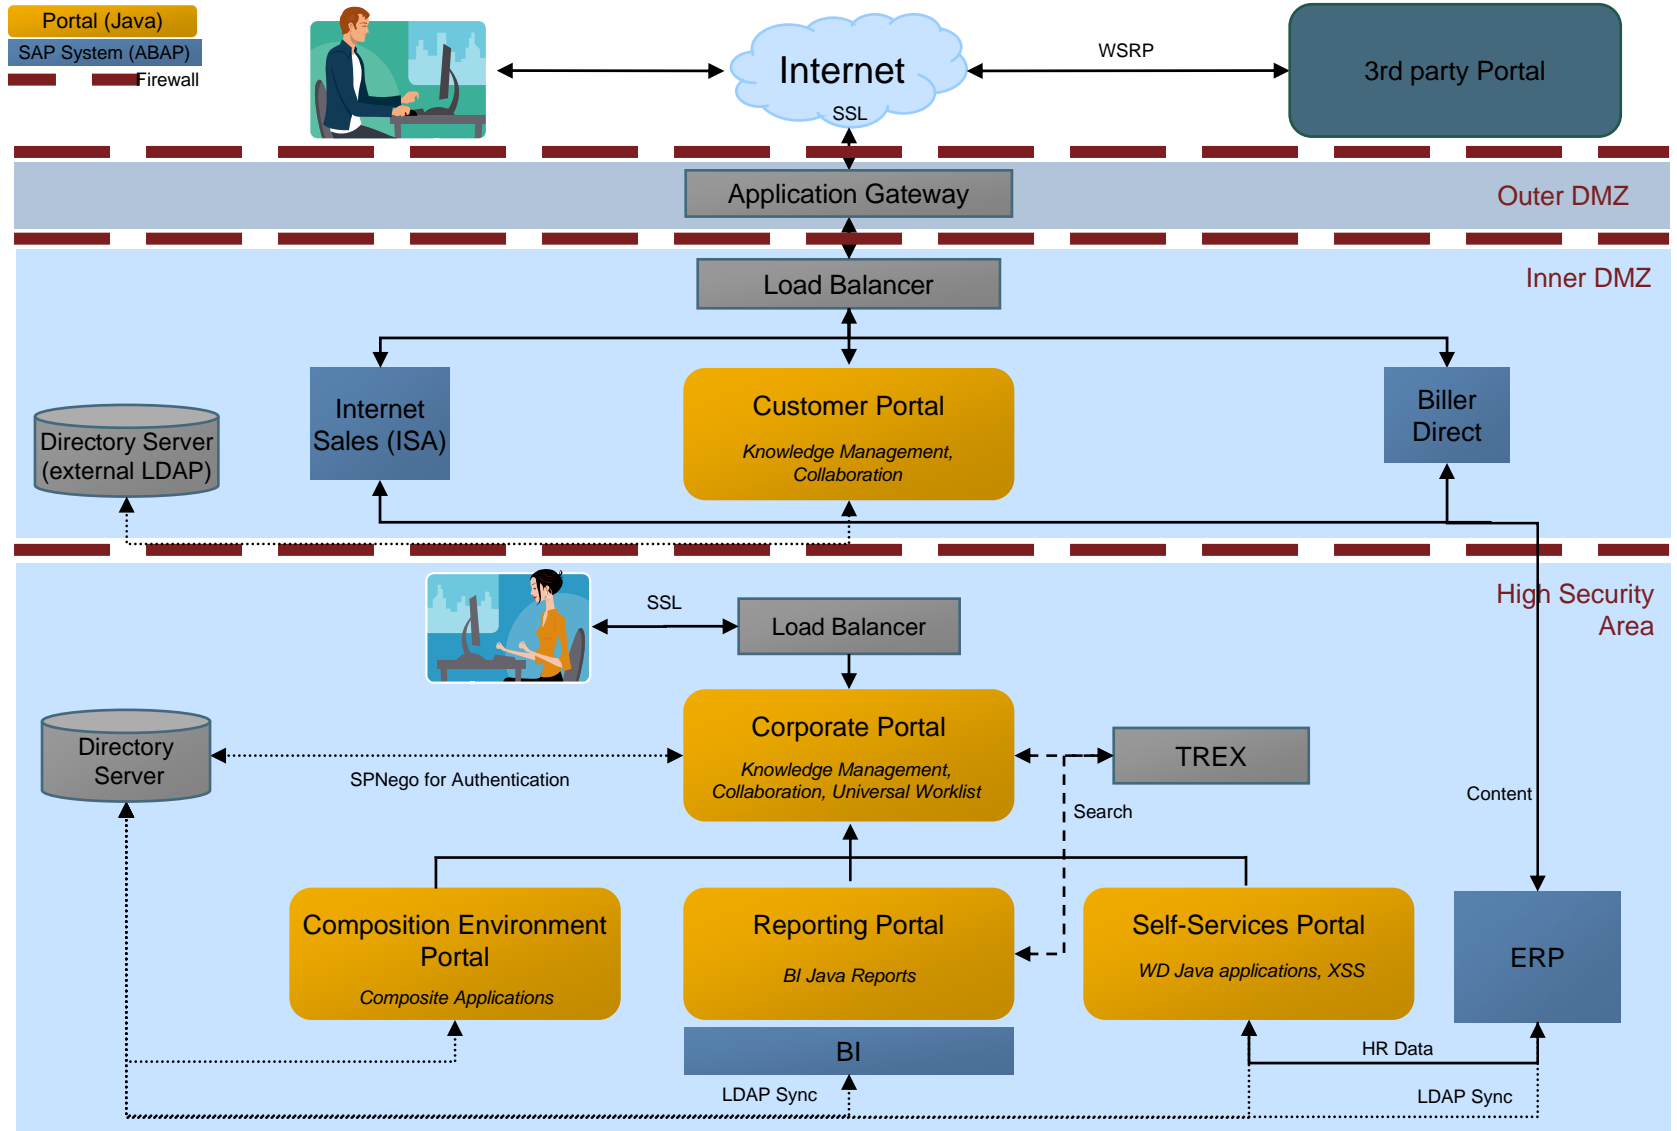 Portal (Java)
SAP System (ABAP)
Firewall
Internet
SSL
WSRP
3rd party Portal
Application Gateway
Outer DMZ
Load Balancer
Inner DMZ
Internet
Sales (ISA)
Customer Portal
Knowledge Management,
Collaboration
Biller
Direct
Directory Server
(external LDAP)
High Security
Area
SSL
Load Balancer
Directory
Server
SPNego for Authentication
Corporate Portal
Knowledge Management,
Collaboration, Universal Worklist
TREX
Search
Content
Composition Environment
Portal
Composite Applications
Reporting Portal
BI Java Reports
Self-Services Portal
WD Java applications, XSS
ERP
BI
HR Data
LDAP Sync
LDAP Sync